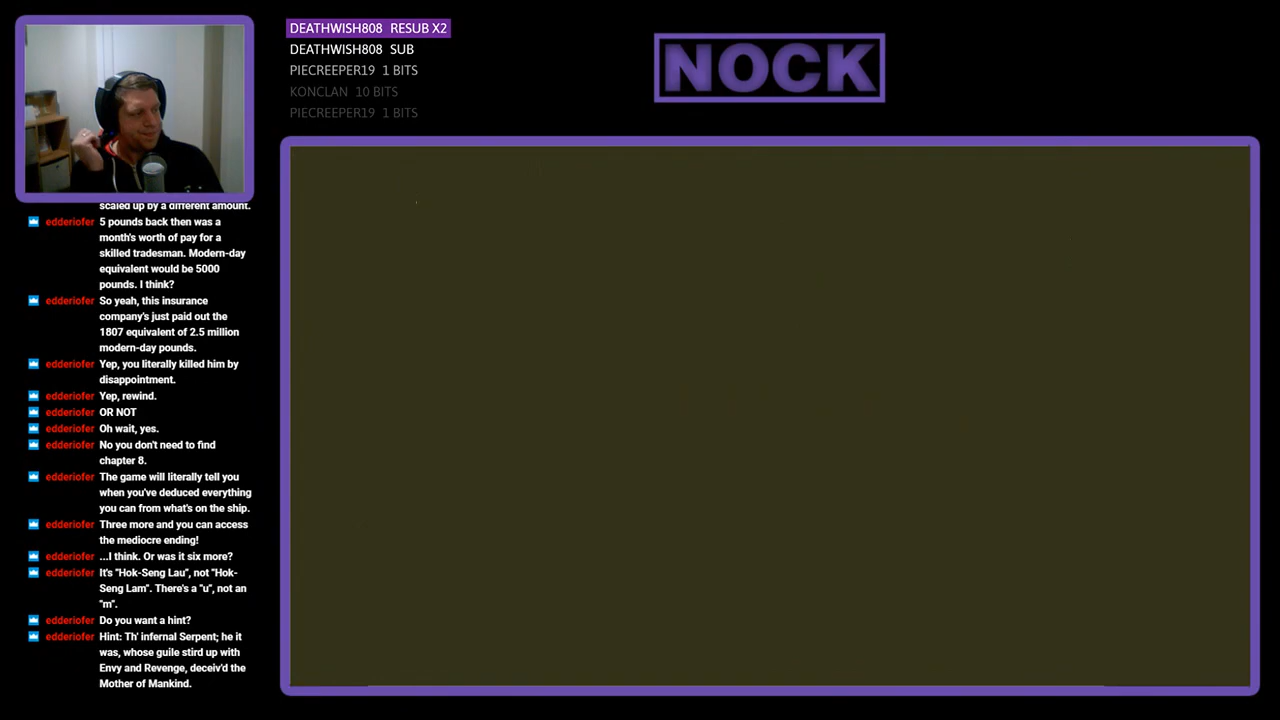 DEATHWISH808 RESUB X2
DEATHWISH808 SUB
PIECREEPER19 1 BITS
KONCLAN 10 BITS
PIECREEPER19 1 BITS
NOCK
scaled up by a different amount.
edderiofer 5 pounds back then was a
month's worth of pay for a
skilled tradesman. Modern-day
equivalent would be 5000
pounds. I think?
edderiofer So yeah, this insurance
company's just paid out the
1807 equivalent of 2.5 million
modern-day pounds.
edderiofer Yep, you literally killed him by
disappointment.
edderiofer Yep, rewind.
edderiofer OR NOT
edderiofer Oh wait, yes.
edderiofer No you don't need to find
chapter 8.
edderiofer The game will literally tell you
when you've deduced everything
you can from what's on the ship.
edderiofer Three more and you can access
the mediocre ending!
edderiofer ...I think. Or was it six more?
edderiofer It's "Hok-Seng Lau", not "Hok-
Seng Lam". There's a "u", not an
"m".
edderiofer Do you want a hint?
edderiofer Hint: Th' infernal Serpent; he it
was, whose guile stird up with
Envy and Revenge, deceiv'd the
Mother of Mankind.